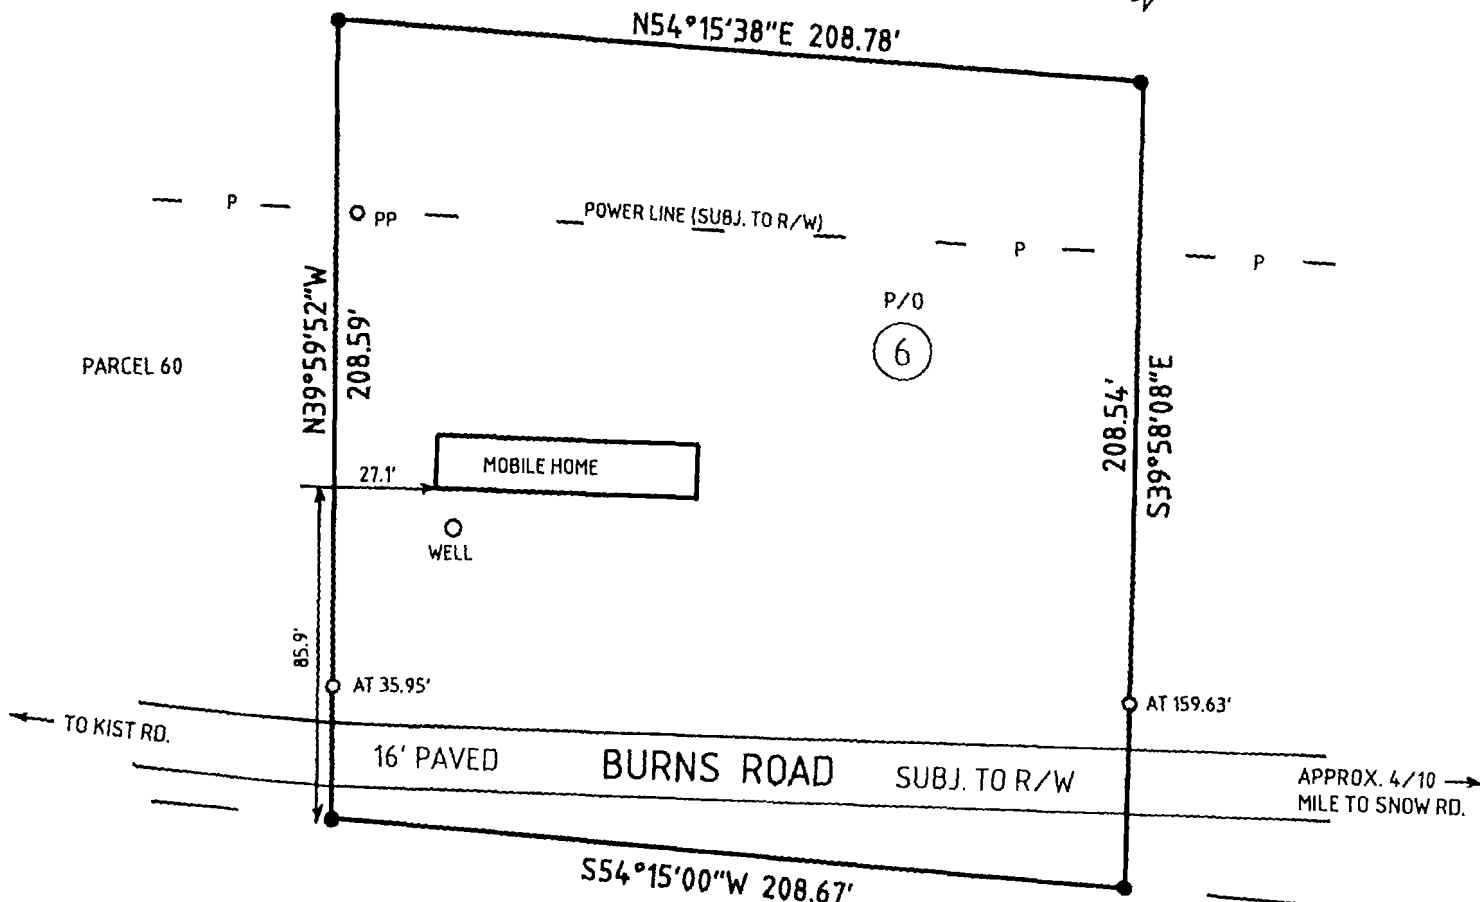 N54°15'38"E 208.78'
P
PP
POWER LINE (SUBJ. TO R/W)
P
P
P/O
6
N39°59'52"W
208.59'
PARCEL 60
208.54'
S39°58'08"E
MOBILE HOME
27.1'
WELL
85.9'
AT 35.95'
AT 159.63'
TO KIST RD.
16' PAVED
BURNS ROAD
SUBJ. TO R/W
APPROX. 4/10
MILE TO SNOW RD.
S54°15'00"W 208.67'